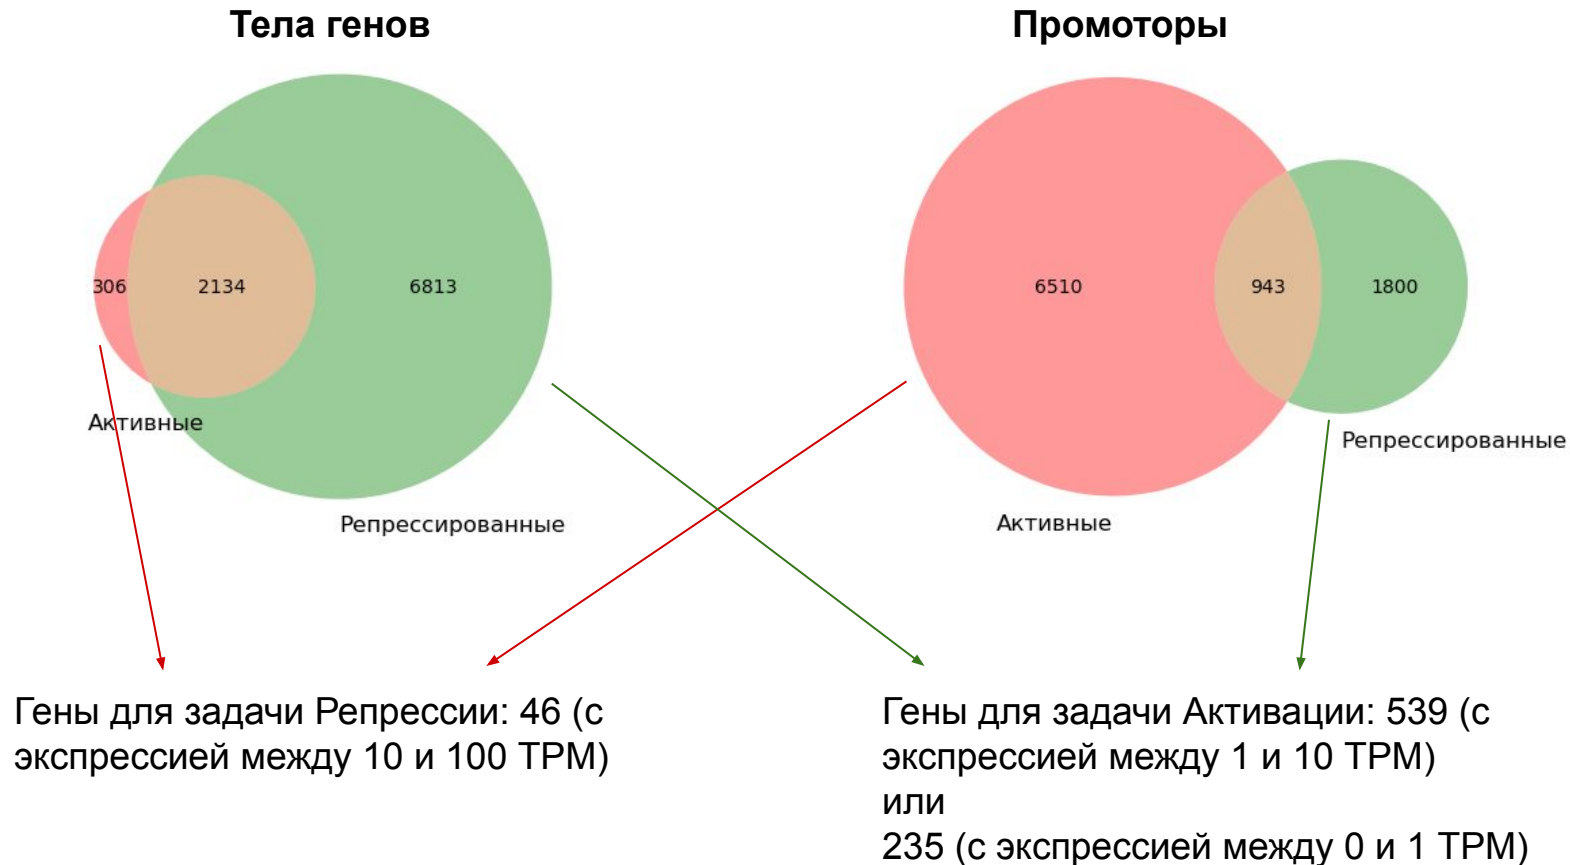 Тела генов
Промоторы
306
2134
6813
Активные
Репрессированные
6510
943
1800
Репрессированные
Активные
Гены для задачи Репрессии: 46 (с
экспрессией между 10 и 100 TPM)
Гены для задачи Активации: 539 (с
экспрессией между 1 и 10 TPM)
или
235 (с экспрессией между 0 и 1 TPM)